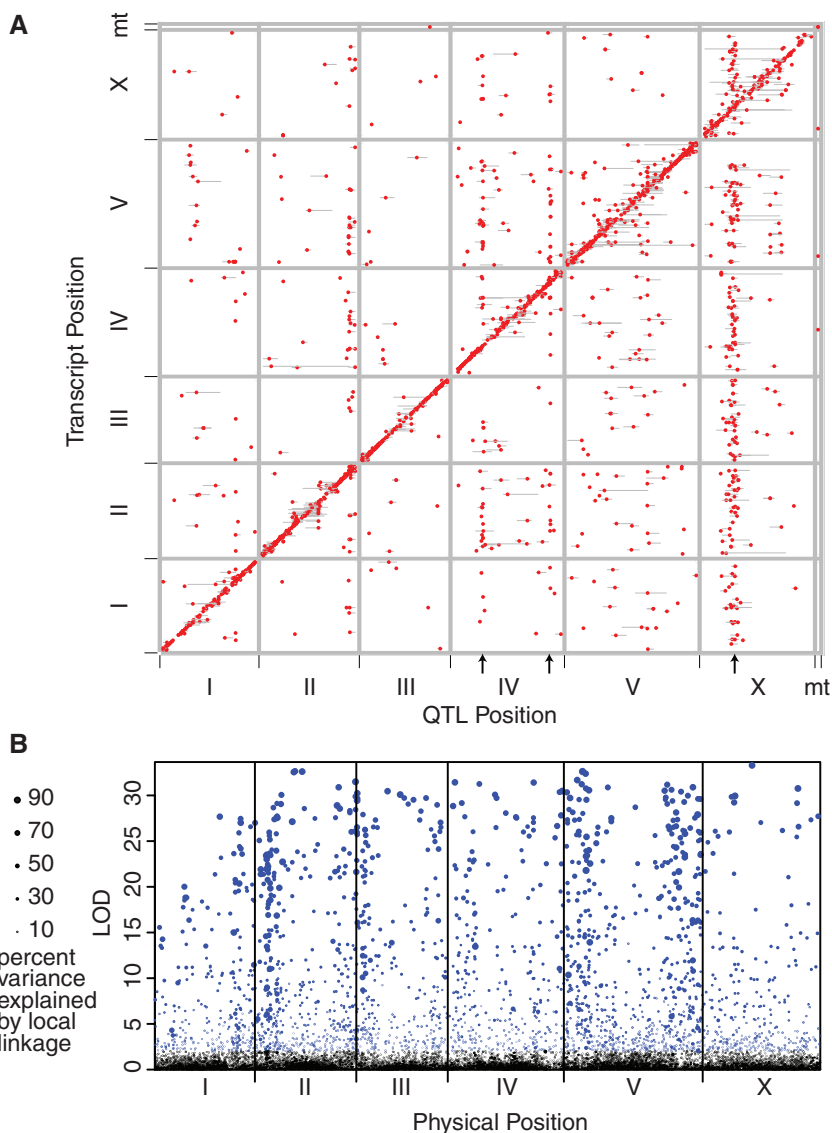 A
mt
X
V
IV
III
II
I
Transcript Position
I II III IV V X mt
QTL Position
B
90
70
50
30
10
percent
variance
explained
by local
linkage
LOD
30
25
20
15
10
5
0
I II III IV V X
Physical Position